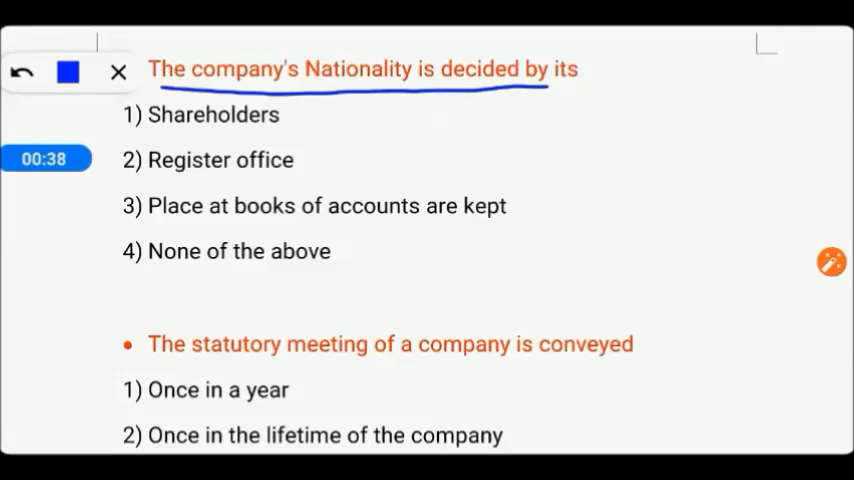 The company's Nationality is decided by its
1) Shareholders
00:38
2) Register office
3) Place at books of accounts are kept
4) None of the above
• The statutory meeting of a company is conveyed
1) Once in a year
2) Once in the lifetime of the company